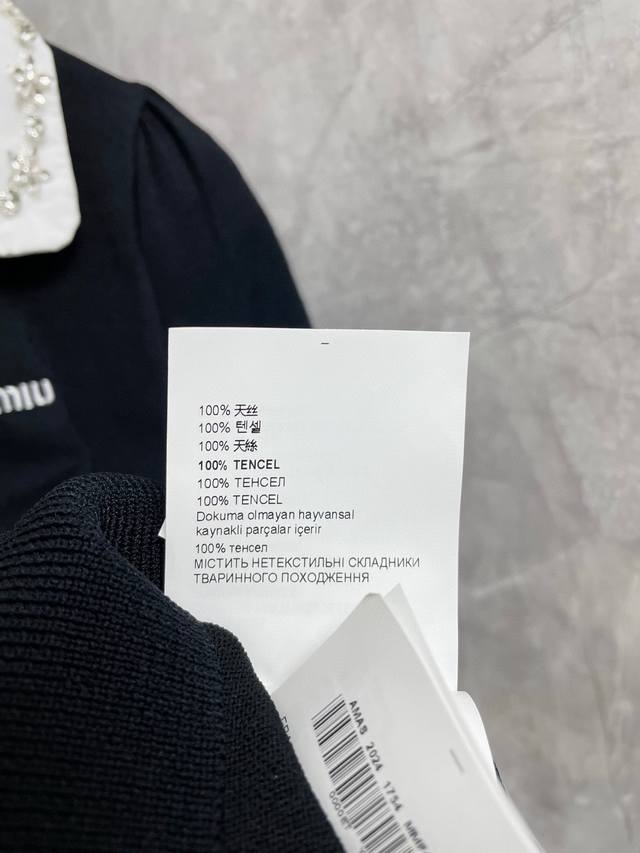 miu
100% 天丝
100% 텐셀
100% 天絲
100% TENCEL
100% ТЕНСЕЛ
100% TENCEL
Dokuma olmayan hayvansal
kaynakli parçalar içerir
100% тенсел
МІСТИТЬ НЕТЕКСТИЛЬНІ СКЛАДНИКИ
ТВАРИННОГО ПОХОДЖЕННЯ
AMAS 2024 1754